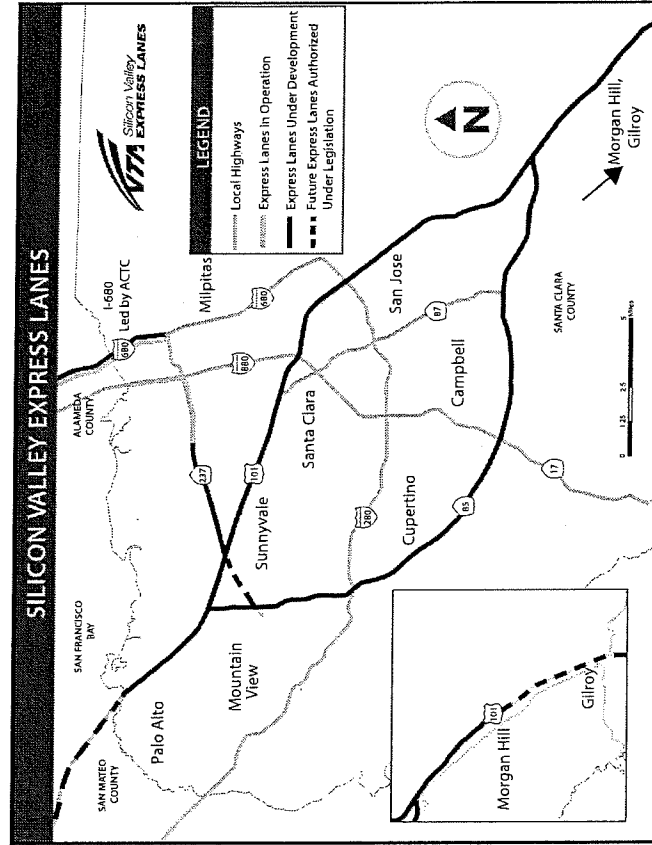 SILICON VALLEY EXPRESS LANES
VTA Silicon Valley
EXPRESS LANES
LEGEND
Local Highways
Express Lanes In Operation
Express Lanes Under Development
Future Express Lanes Authorized
Under Legislation
SAN MATEO
COUNTY
SAN FRANCISCO
BAY
ALAMEDA
COUNTY
I-680
Led by ACTC
Palo Alto
Mountain
View
Sunnyvale
Santa Clara
Milpitas
San Jose
Cupertino
Campbell
SANTA CLARA
COUNTY
237
101
880
680
680
280
87
85
17
N
Morgan Hill,
Gilroy
0 1.25 2.5 5
Miles
Morgan Hill
101
Gilroy